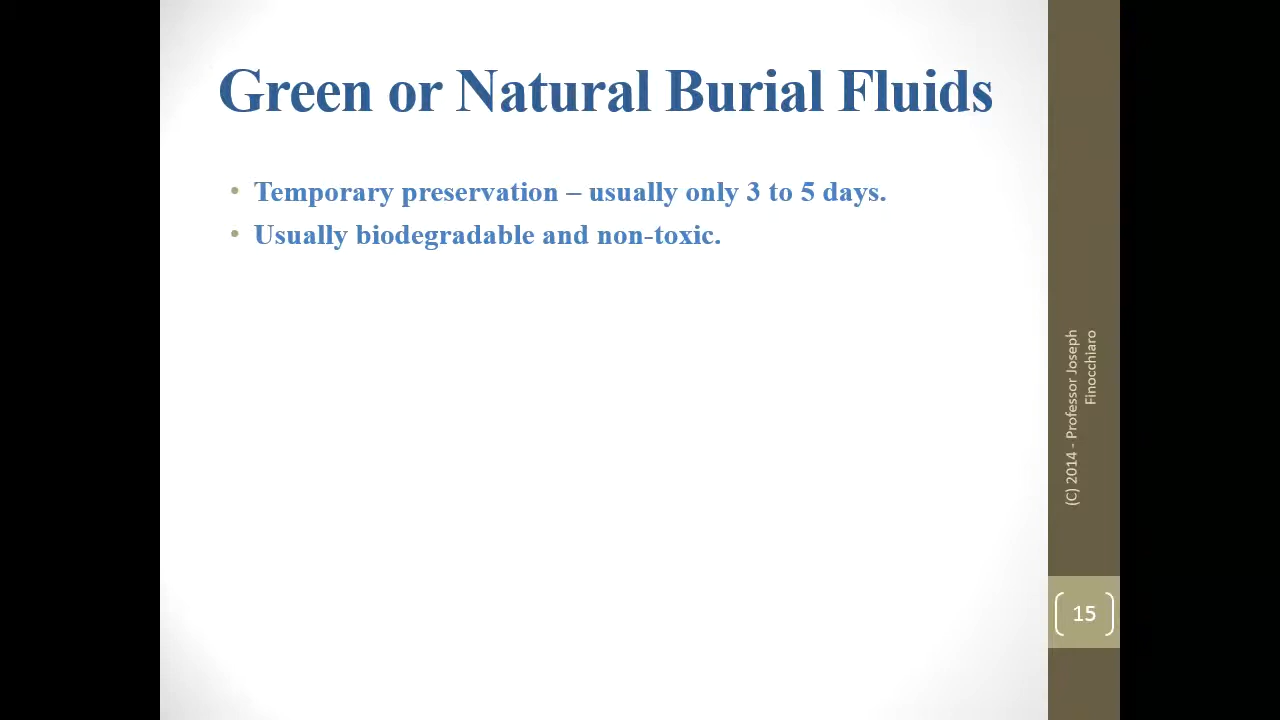 Green or Natural Burial Fluids
• Temporary preservation – usually only 3 to 5 days.
• Usually biodegradable and non-toxic.
(C) 2014 - Professor Joseph
Finocchiaro
15